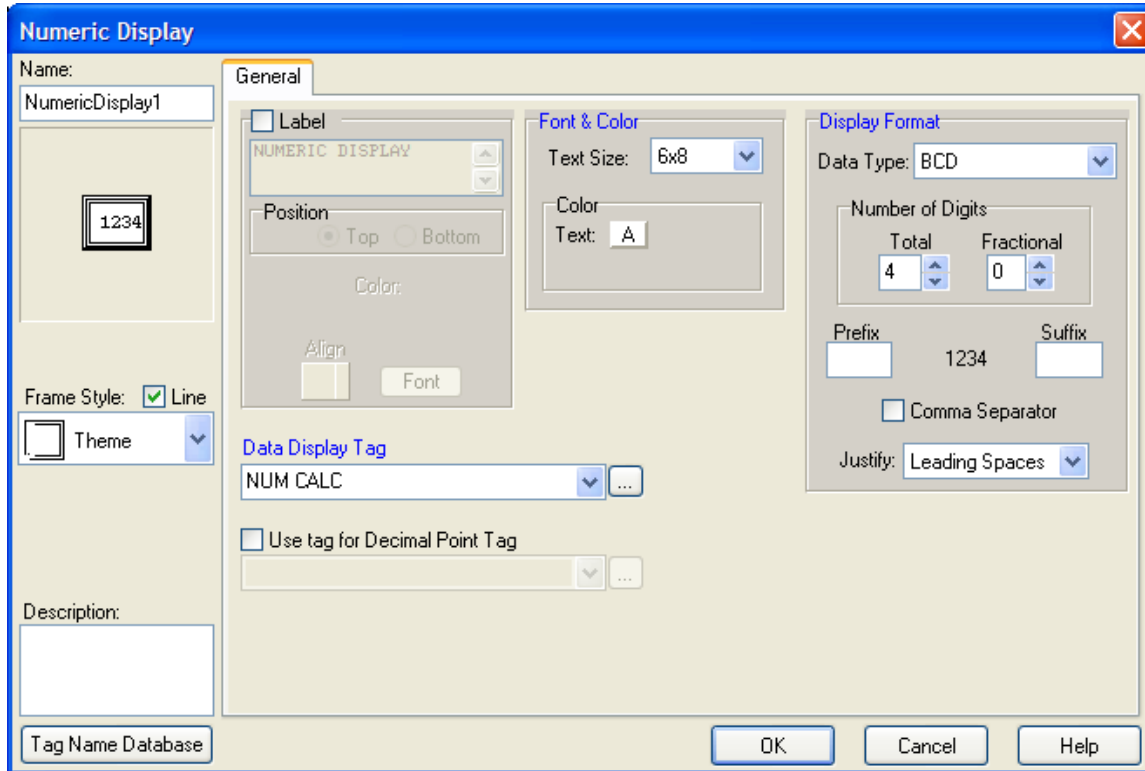 Numeric Display
Name:
NumericDisplay1
1234
Frame Style: Line
Theme
Description:
Tag Name Database
General
Label
NUMERIC DISPLAY
Position
Top Bottom
Color:
Align
Font
Font & Color
Text Size: 6x8
Color
Text: A
Display Format
Data Type: BCD
Number of Digits
Total Fractional
4 0
Prefix Suffix
1234
Comma Separator
Justify: Leading Spaces
Data Display Tag
NUM CALC ...
Use tag for Decimal Point Tag
...
OK Cancel Help